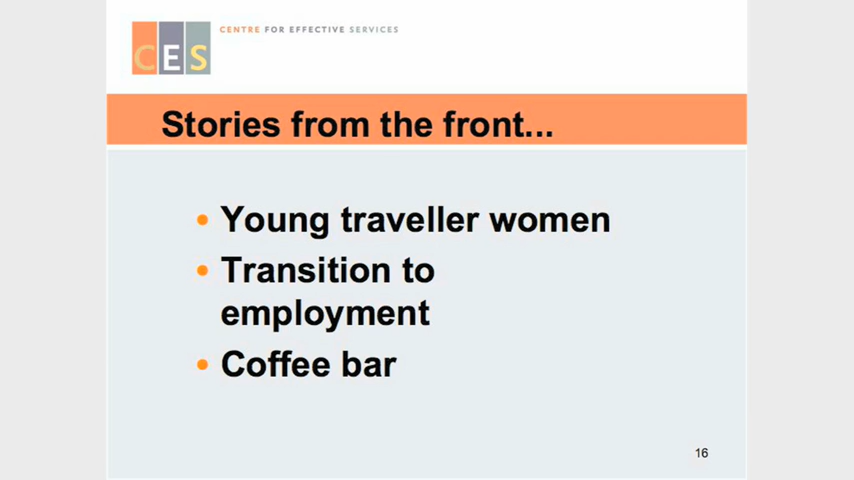 CES
CENTRE FOR EFFECTIVE SERVICES
Stories from the front...
• Young traveller women
• Transition to
employment
• Coffee bar
16